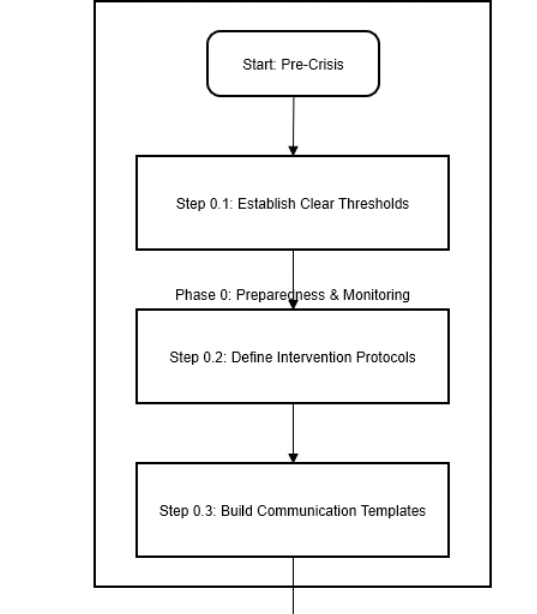 Start: Pre-Crisis
Step 0.1: Establish Clear Thresholds
Phase 0: Preparedness & Monitoring
Step 0.2: Define Intervention Protocols
Step 0.3: Build Communication Templates